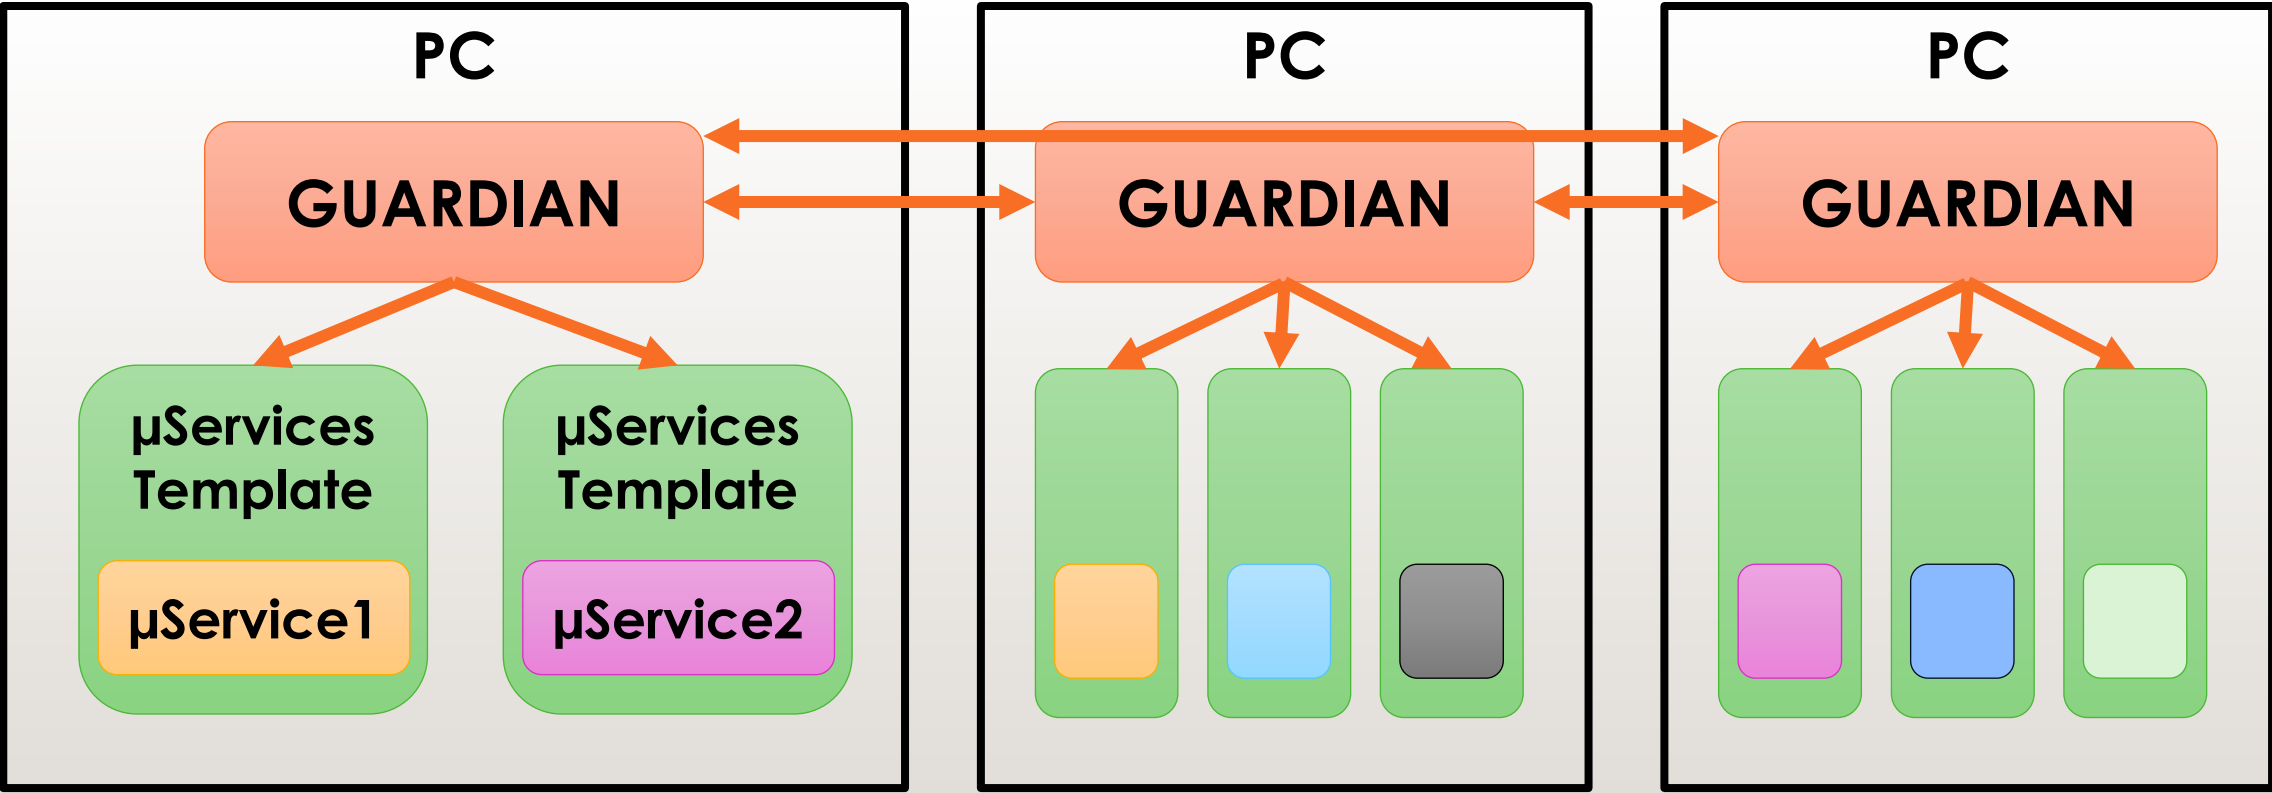 PC
GUARDIAN
µServices
Template
µService1
µServices
Template
µService2
PC
GUARDIAN
PC
GUARDIAN